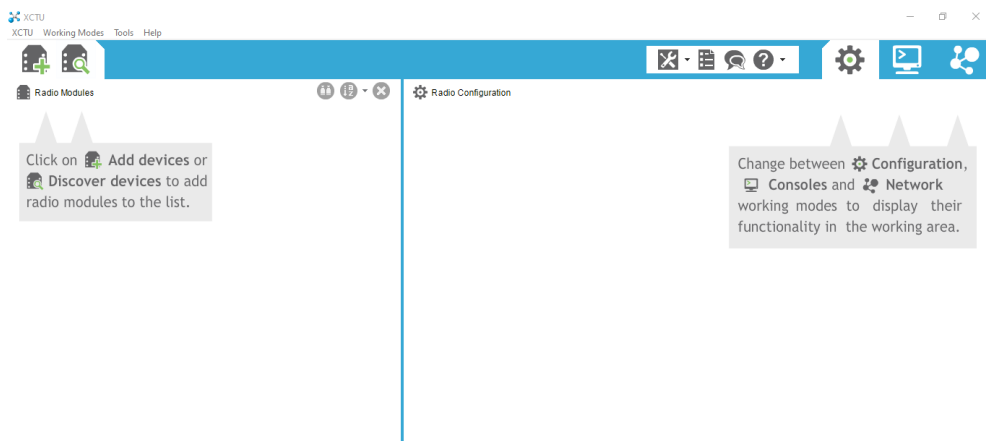 XCTU
XCTU Working Modes Tools Help
Radio Modules
Radio Configuration
Click on Add devices or
Discover devices to add
radio modules to the list.
Change between Configuration,
Consoles and Network
working modes to display their
functionality in the working area.